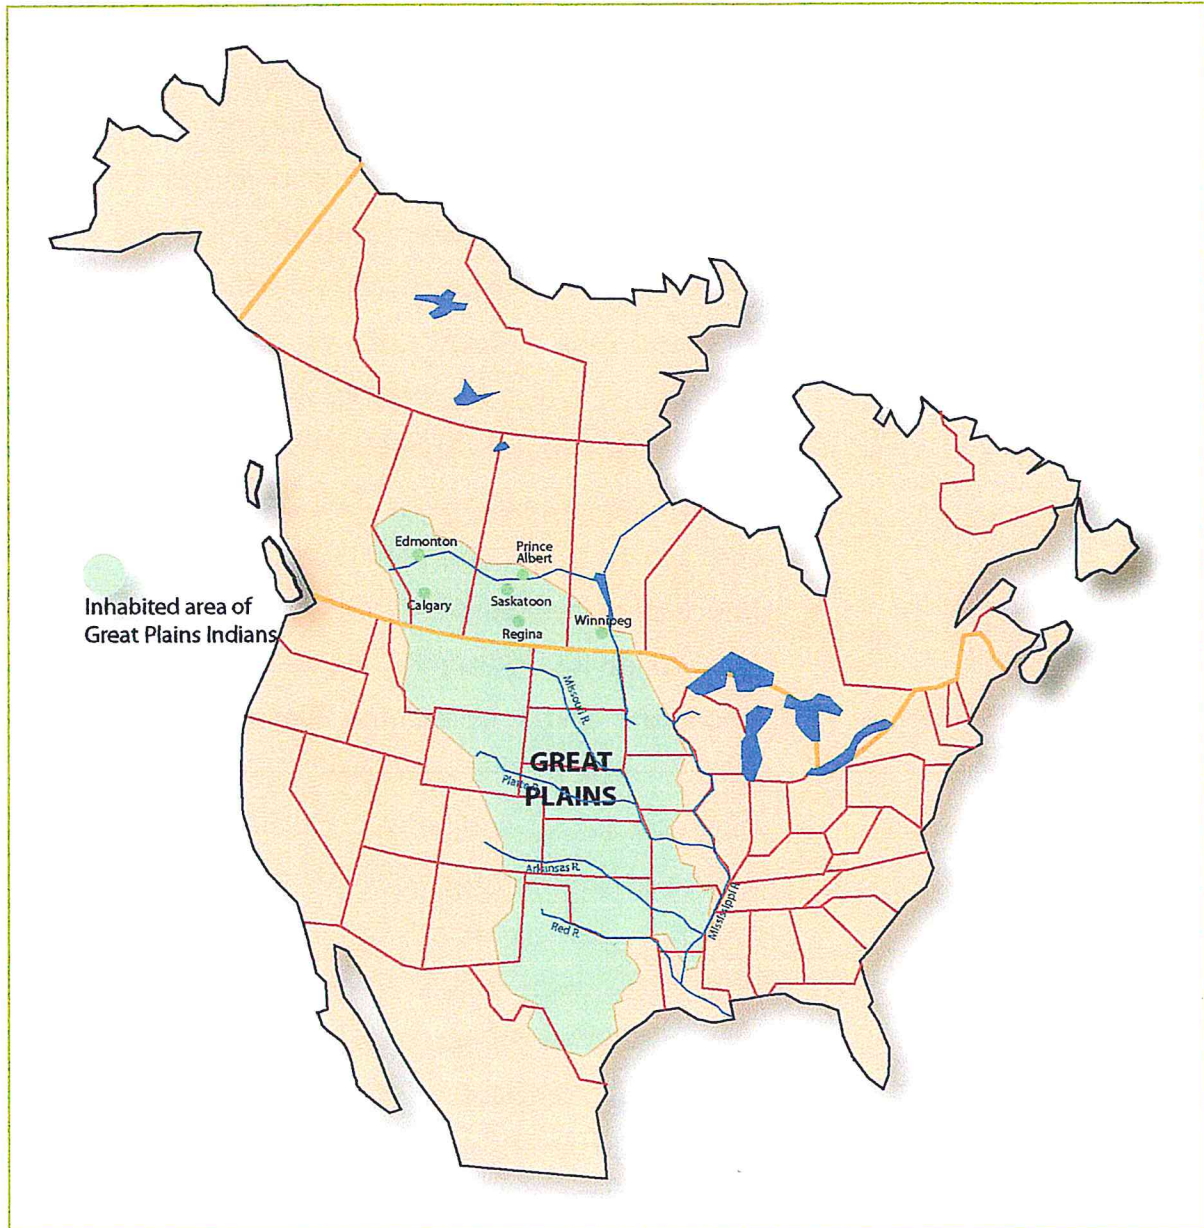 Edmonton
Prince
Albert
Calgary
Saskatoon
Regina
Winnipeg
Inhabited area of
Great Plains Indians
Missouri R.
GREAT
PLAINS
Platte R.
Arkansas R.
Mississippi R.
Red R.